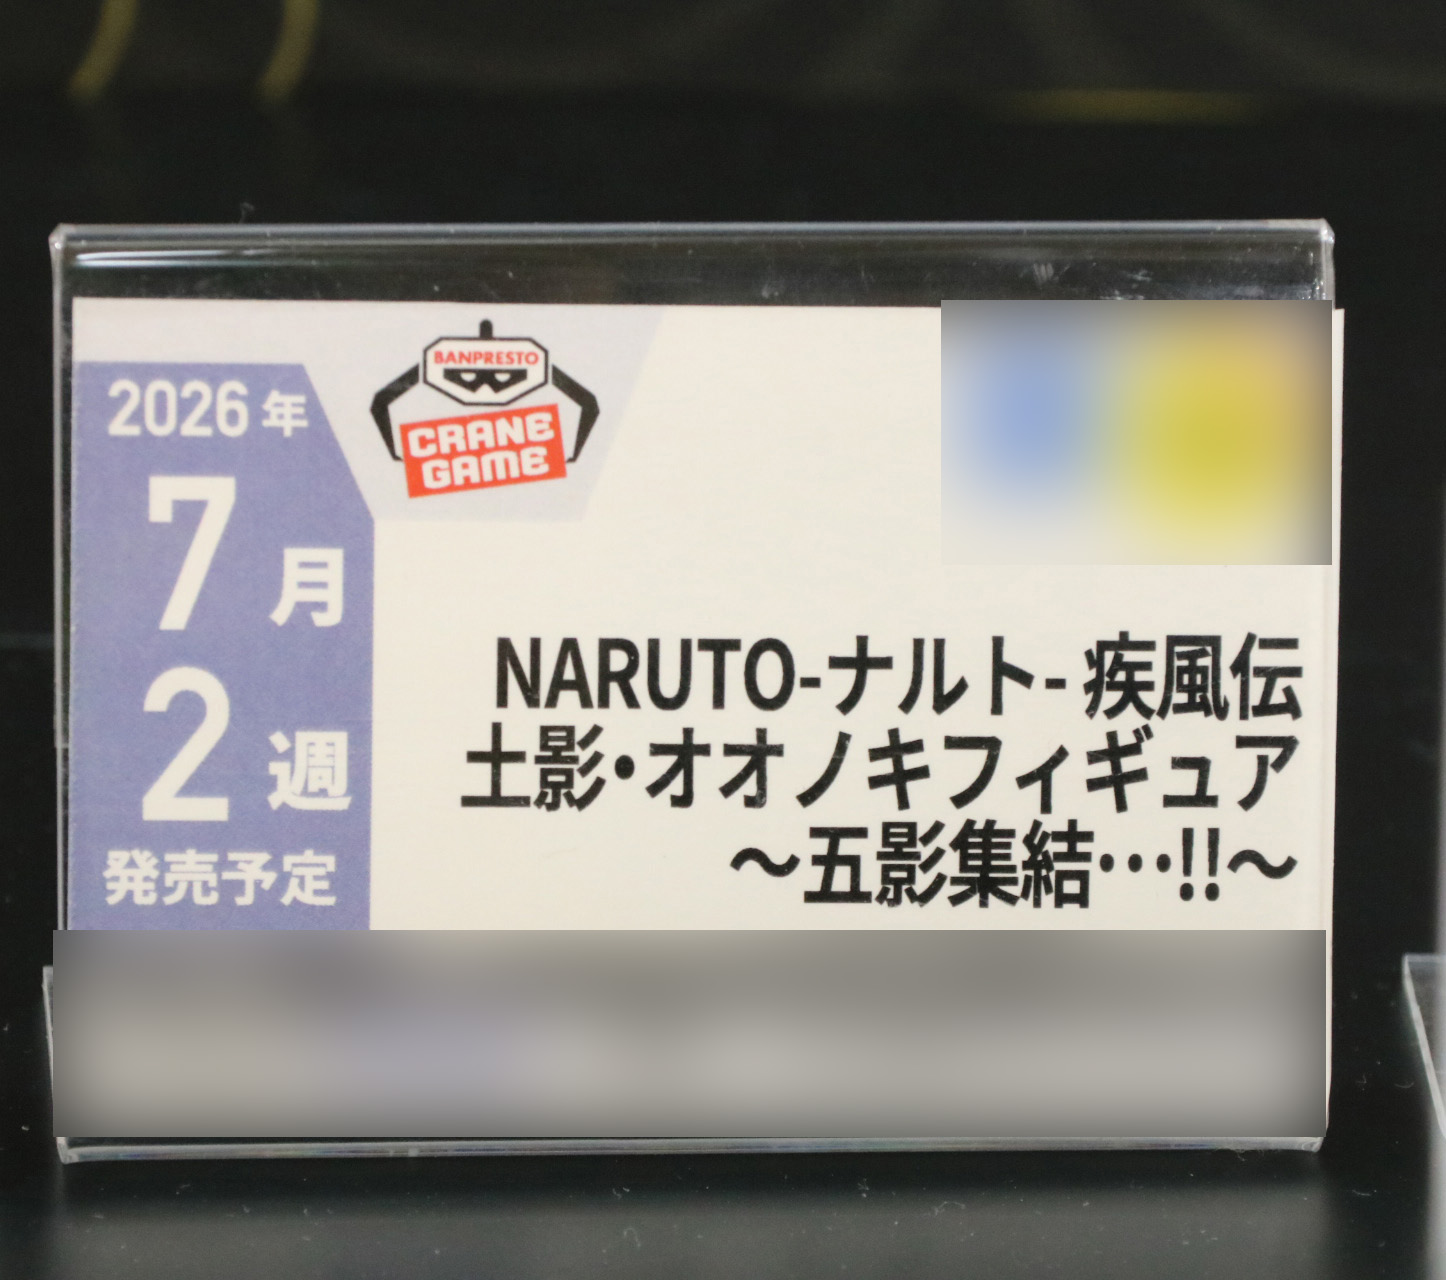 2026年
7月
2週
発売予定
BANPRESTO
CRANE
GAME
NARUTO-ナルト- 疾風伝
土影・オオノキフィギュア
～五影集結…!!～